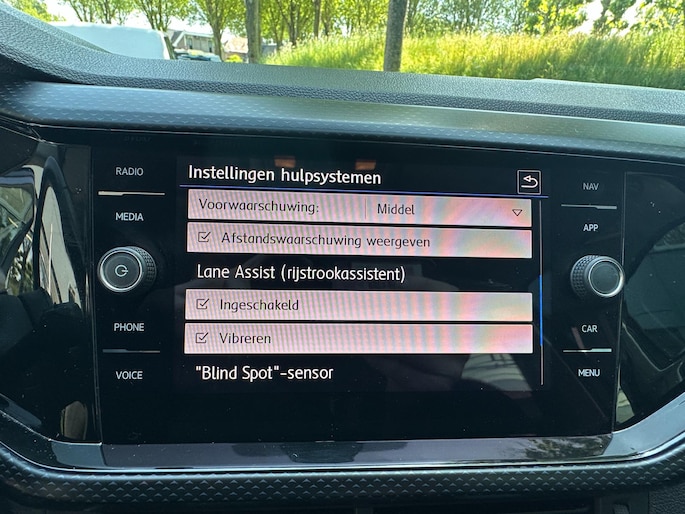 Instellingen hulpsystemen
Voorwaarschuwing: Middel
Afstandswaarschuwing weergeven
Lane Assist (rijstrookassistent)
Ingeschakeld
Vibreren
"Blind Spot"-sensor
RADIO
MEDIA
PHONE
VOICE
NAV
APP
CAR
MENU